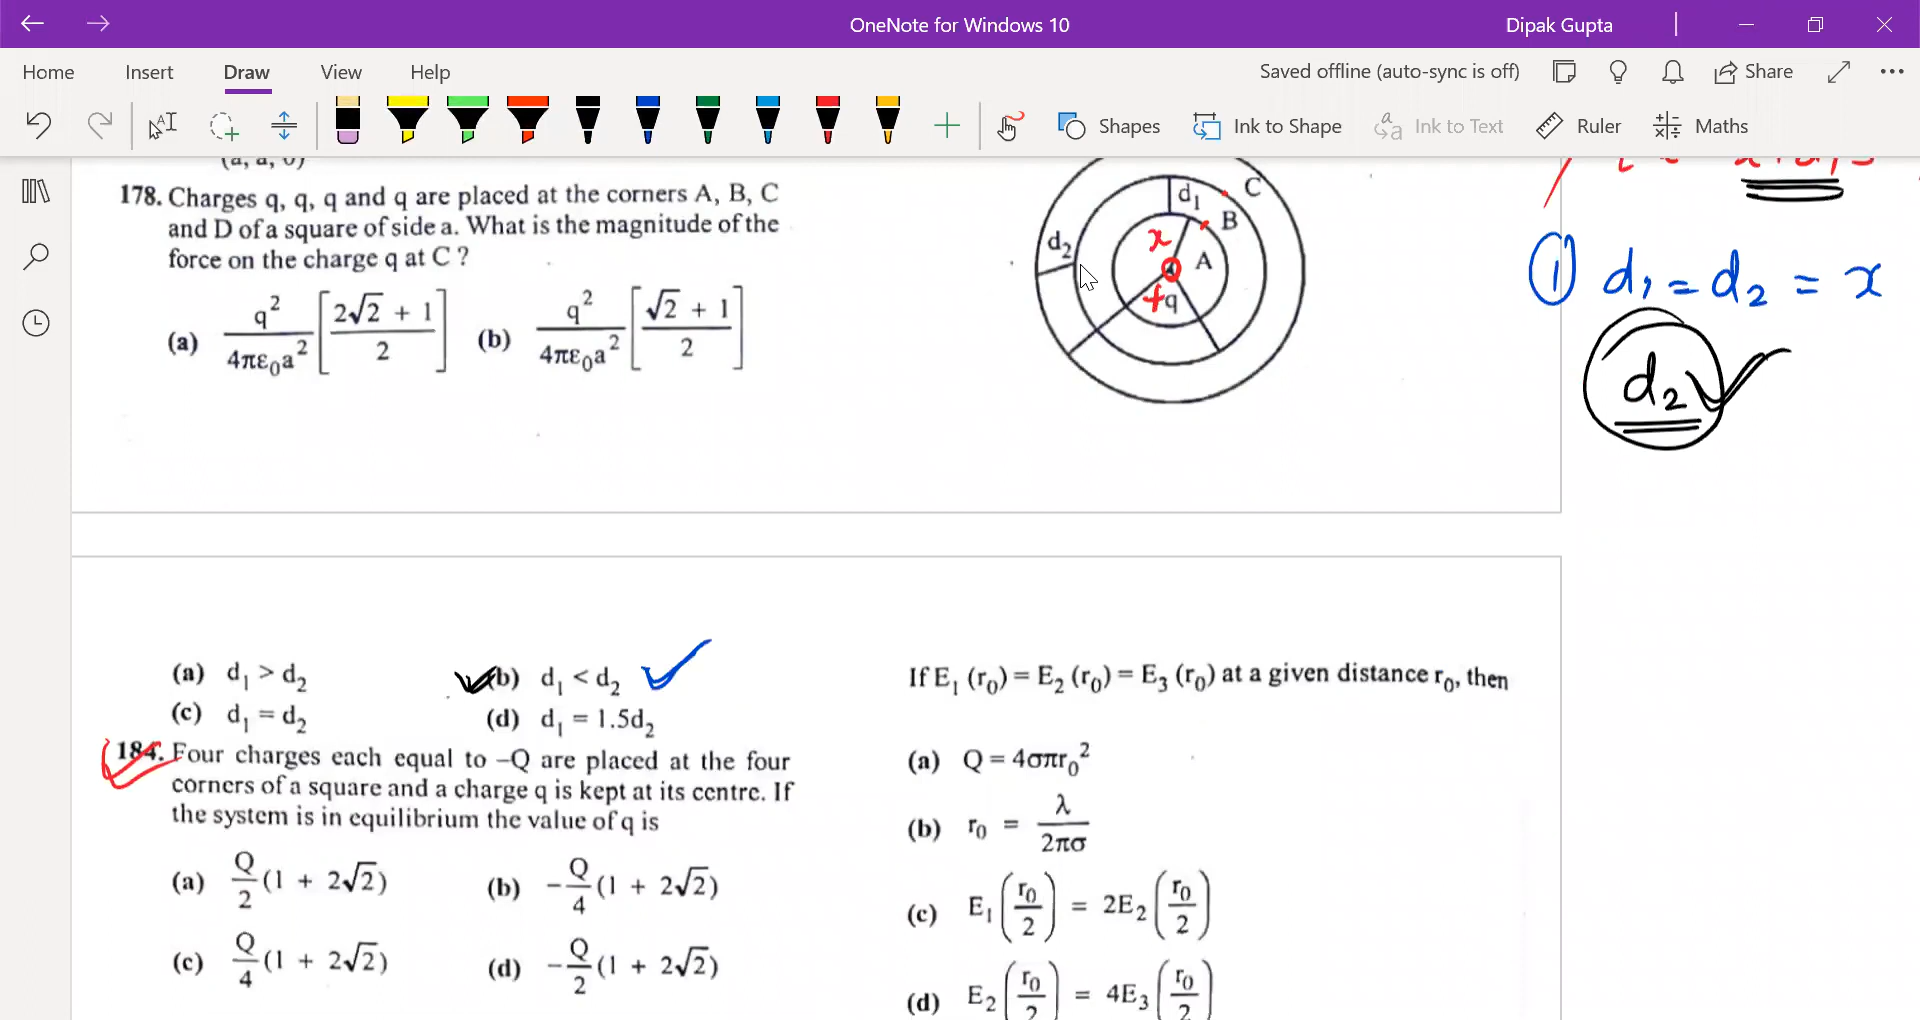 OneNote for Windows 10
Dipak Gupta
Home Insert Draw View Help
Saved offline (auto-sync is off) Share
Shapes Ink to Shape Ink to Text Ruler Maths
(a, a, 0)
178. Charges q, q, q and q are placed at the corners A, B, C
and D of a square of side a. What is the magnitude of the
force on the charge q at C ?
(a) q² / 4πε₀a² [ 2√2 + 1 / 2 ] (b) q² / 4πε₀a² [ √2 + 1 / 2 ]
d₁ C
B
x
d₂
A
+q
① d₁ = d₂ = x
d₂
(a) d₁ > d₂ (b) d₁ < d₂
(c) d₁ = d₂ (d) d₁ = 1.5d₂
184. Four charges each equal to –Q are placed at the four
corners of a square and a charge q is kept at its centre. If
the system is in equilibrium the value of q is
(a) Q/2 (1 + 2√2) (b) –Q/4 (1 + 2√2)
(c) Q/4 (1 + 2√2) (d) –Q/2 (1 + 2√2)
If E₁ (r₀) = E₂ (r₀) = E₃ (r₀) at a given distance r₀, then
(a) Q = 4σπr₀²
(b) r₀ = λ / 2πσ
(c) E₁ (r₀/2) = 2E₂ (r₀/2)
(d) E₂ (r₀/2) = 4E₃ (r₀/2)